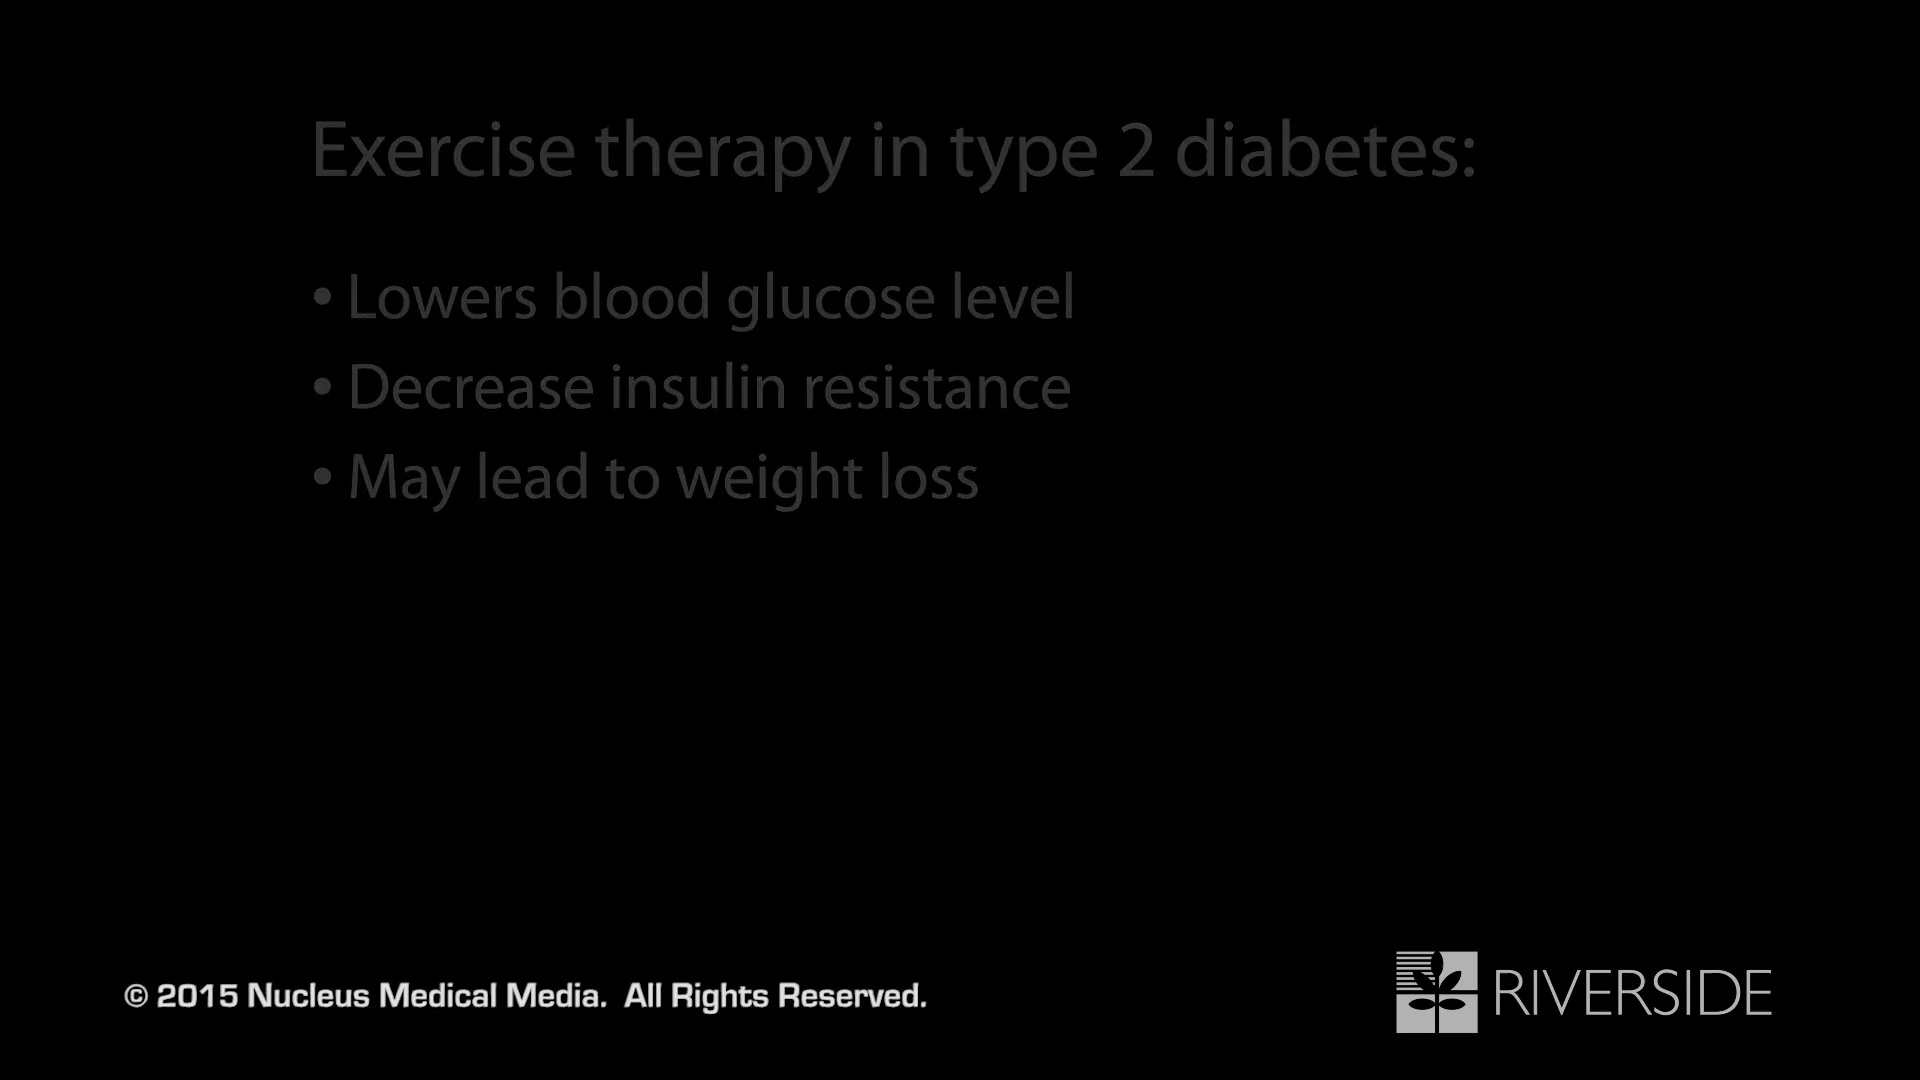 Exercise therapy in type 2 diabetes:
• Lowers blood glucose level
• Decrease insulin resistance
• May lead to weight loss
© 2015 Nucleus Medical Media. All Rights Reserved.
RIVERSIDE